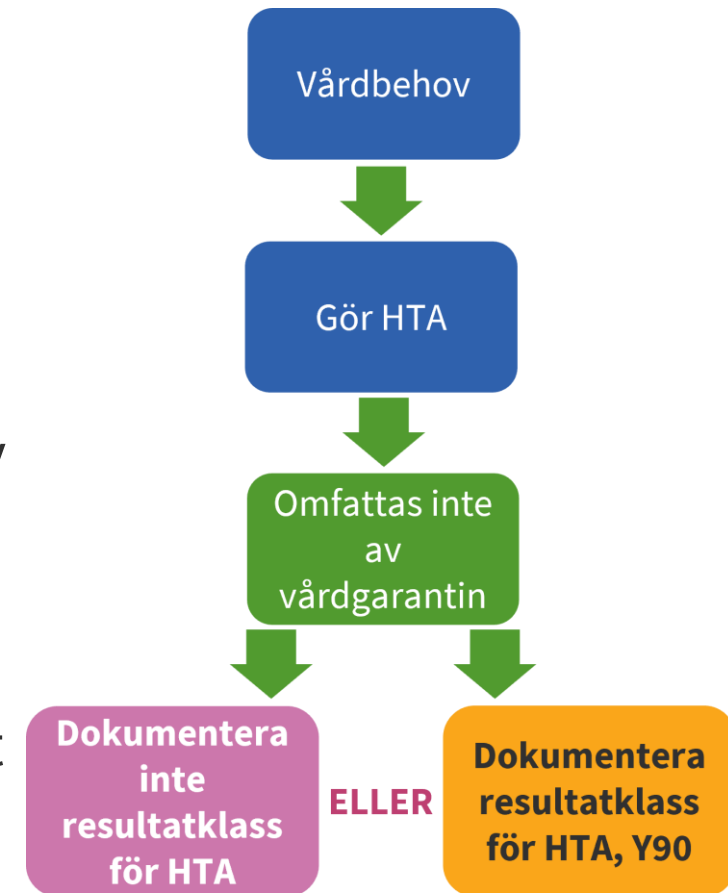 Vårdbehov
Gör HTA
Omfattas inte
av
vårdgarantin
Dokumentera
inte
resultatklass
för HTA
ELLER
Dokumentera
resultatklass
för HTA, Y90